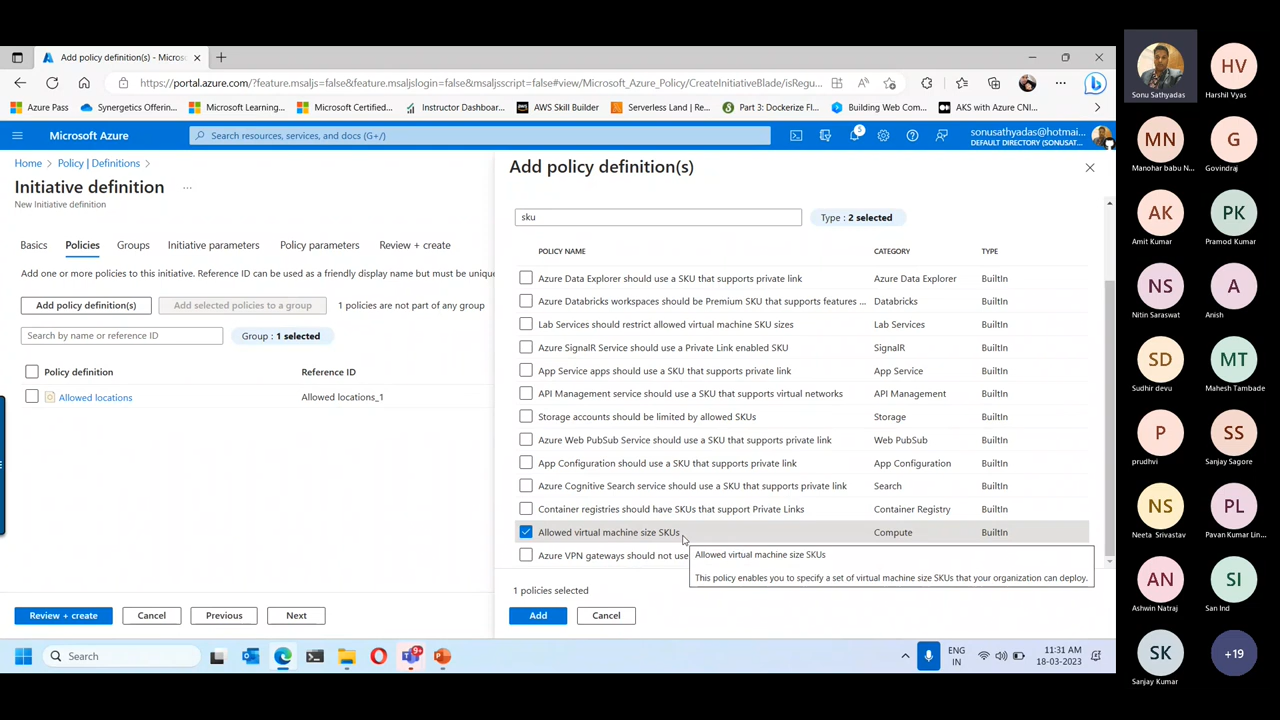 Add policy definition(s) - Micros
https://portal.azure.com/?feature.msaljs=false&feature.msaljslogin=false&msaljsscript=false#view/Microsoft_Azure_Policy/CreateInitiativeBlade/isRegu...
Azure Pass
Synergetics Offering...
Microsoft Learning...
Microsoft Certified...
Instructor Dashboar...
AWS Skill Builder
Serverless Land | Re...
Part 3: Dockerize Fl...
Building Web Com...
AKS with Azure CNI...
Microsoft Azure
Search resources, services, and docs (G+/)
5
sonusathyadas@hotmai...
DEFAULT DIRECTORY (SONUSAT...
Home > Policy | Definitions >
Initiative definition ...
New Initiative definition
Basics Policies Groups Initiative parameters Policy parameters Review + create
Add one or more policies to this initiative. Reference ID can be used as a friendly display name but must be unique
Add policy definition(s) Add selected policies to a group 1 policies are not part of any group
Search by name or reference ID Group : 1 selected
Policy definition Reference ID
Allowed locations Allowed locations_1
Review + create Cancel Previous Next
Add policy definition(s)
sku Type : 2 selected
POLICY NAME CATEGORY TYPE
Azure Data Explorer should use a SKU that supports private link Azure Data Explorer BuiltIn
Azure Databricks workspaces should be Premium SKU that supports features ... Databricks BuiltIn
Lab Services should restrict allowed virtual machine SKU sizes Lab Services BuiltIn
Azure SignalR Service should use a Private Link enabled SKU SignalR BuiltIn
App Service apps should use a SKU that supports private link App Service BuiltIn
API Management service should use a SKU that supports virtual networks API Management BuiltIn
Storage accounts should be limited by allowed SKUs Storage BuiltIn
Azure Web PubSub Service should use a SKU that supports private link Web PubSub BuiltIn
App Configuration should use a SKU that supports private link App Configuration BuiltIn
Azure Cognitive Search service should use a SKU that supports private link Search BuiltIn
Container registries should have SKUs that support Private Links Container Registry BuiltIn
Allowed virtual machine size SKUs Compute BuiltIn
Azure VPN gateways should not use
Allowed virtual machine size SKUs
This policy enables you to specify a set of virtual machine size SKUs that your organization can deploy.
1 policies selected
Add Cancel
Search
9+
ENG
IN
11:31 AM
18-03-2023
Sonu Sathyadas
HV
Harshil Vyas
MN
Manohar babu N...
G
Govindraj
AK
Amit Kumar
PK
Pramod Kumar
NS
Nitin Saraswat
A
Anish
SD
Sudhir devu
MT
Mahesh Tambade
P
prudhvi
SS
Sanjay Sagore
NS
Neeta Srivastav
PL
Pavan Kumar Lin...
AN
Ashwin Natraj
SI
San Ind
SK
Sanjay Kumar
+19